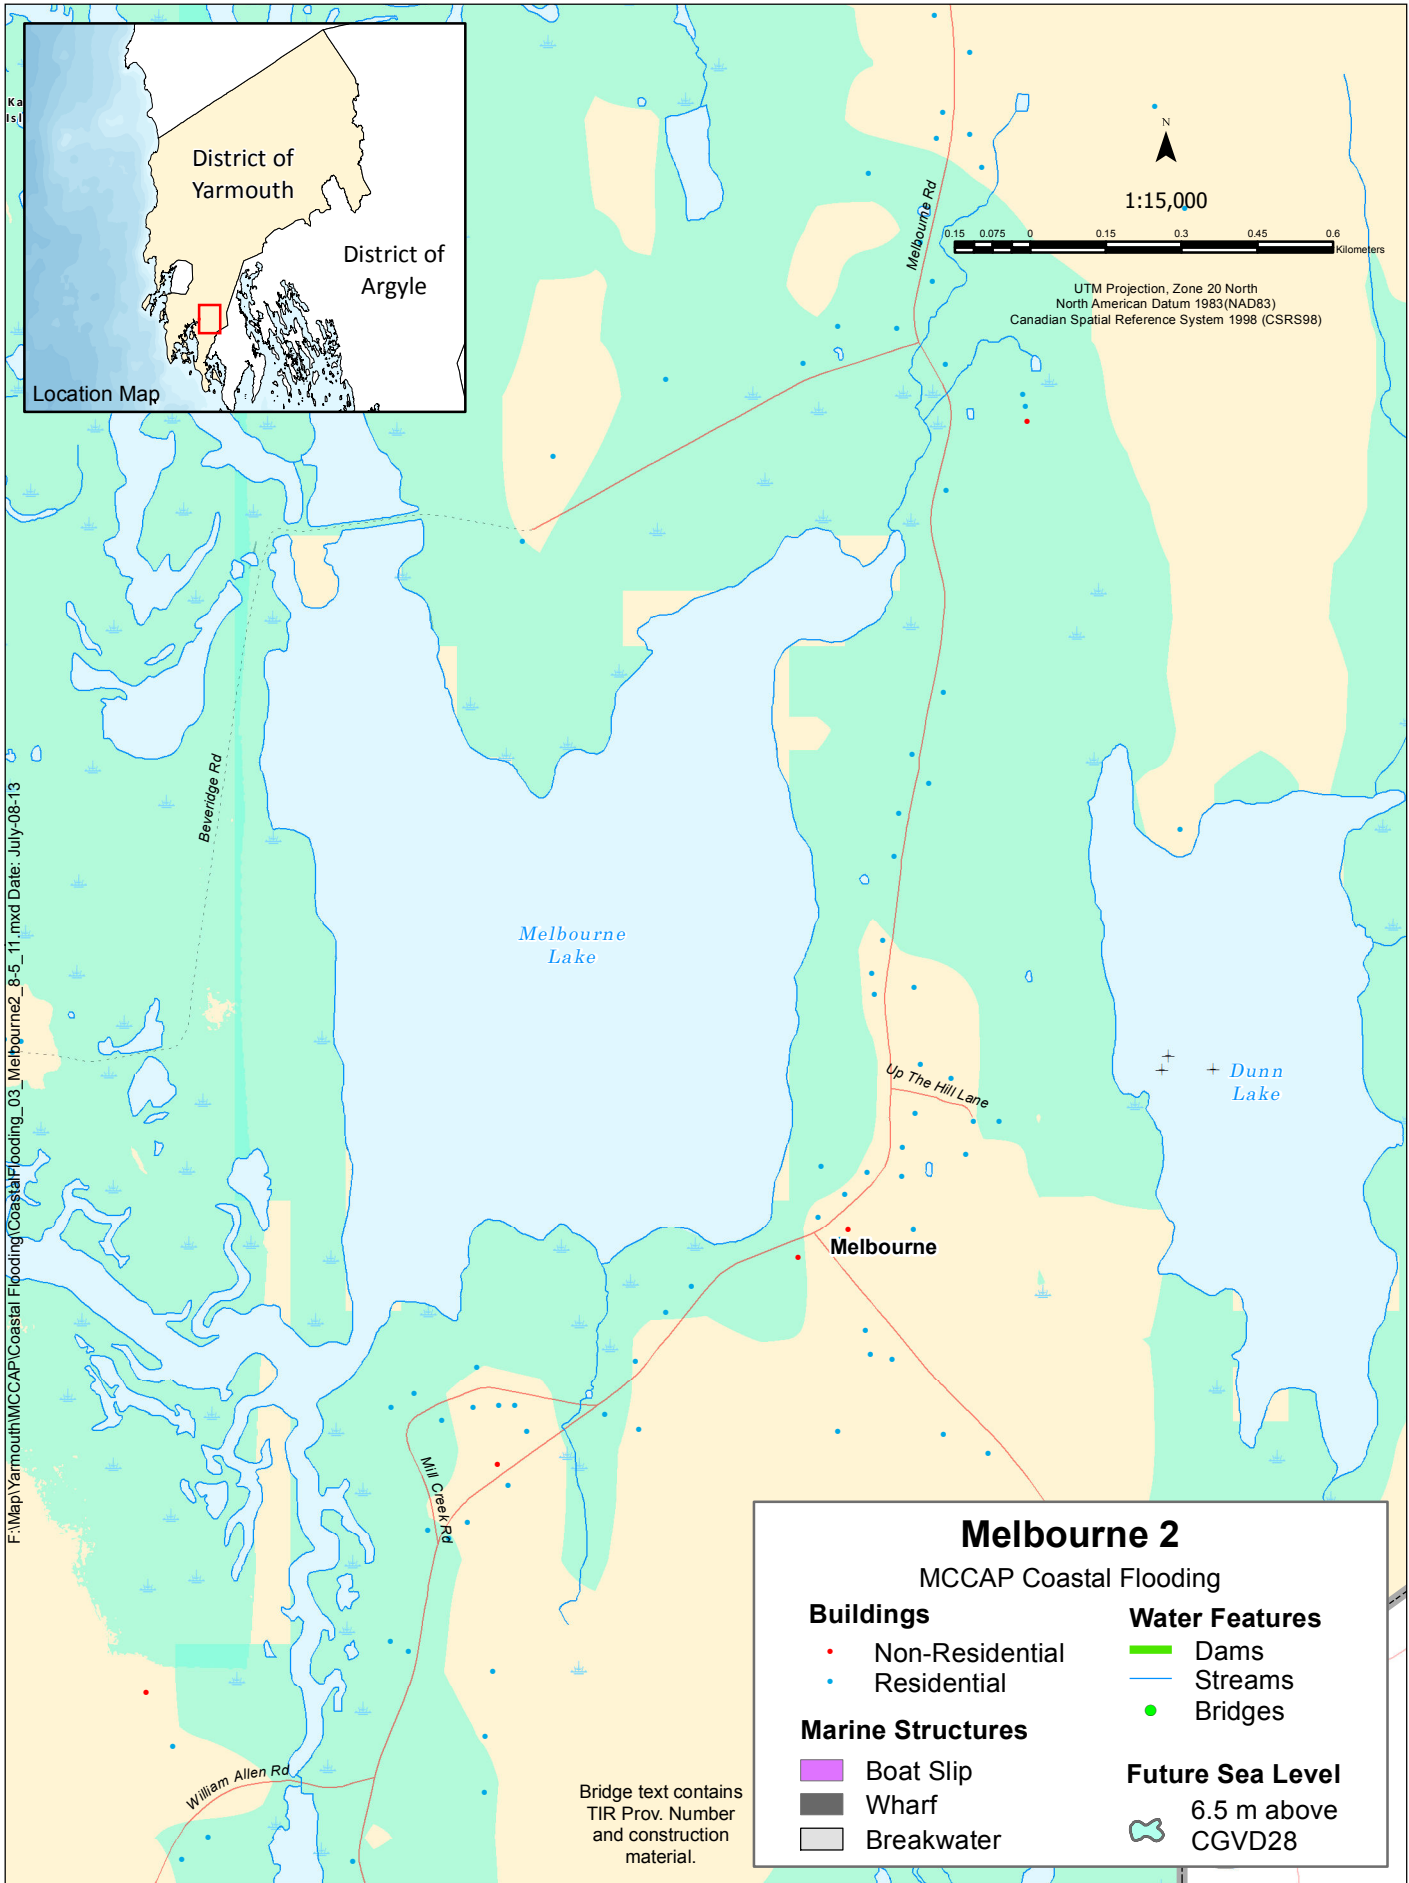 Ka
Isl
District of
Yarmouth
District of
Argyle
Location Map
N
1:15,000
0.15 0.075 0 0.15 0.3 0.45 0.6
Kilometers
UTM Projection, Zone 20 North
North American Datum 1983(NAD83)
Canadian Spatial Reference System 1998 (CSRS98)
Melbourne Rd
Beveridge Rd
Melbourne
Lake
Up The Hill Lane
Dunn
Lake
Melbourne
Mill Creek Rd
William Allen Rd
F:\Map\Yarmouth\MCCAP\Coastal Flooding\CoastalFlooding_03_Melbourne2_8-5_11.mxd Date: July-08-13
Bridge text contains
TIR Prov. Number
and construction
material.
Melbourne 2
MCCAP Coastal Flooding
Buildings
Non-Residential
Residential
Marine Structures
Boat Slip
Wharf
Breakwater
Water Features
Dams
Streams
Bridges
Future Sea Level
6.5 m above
CGVD28